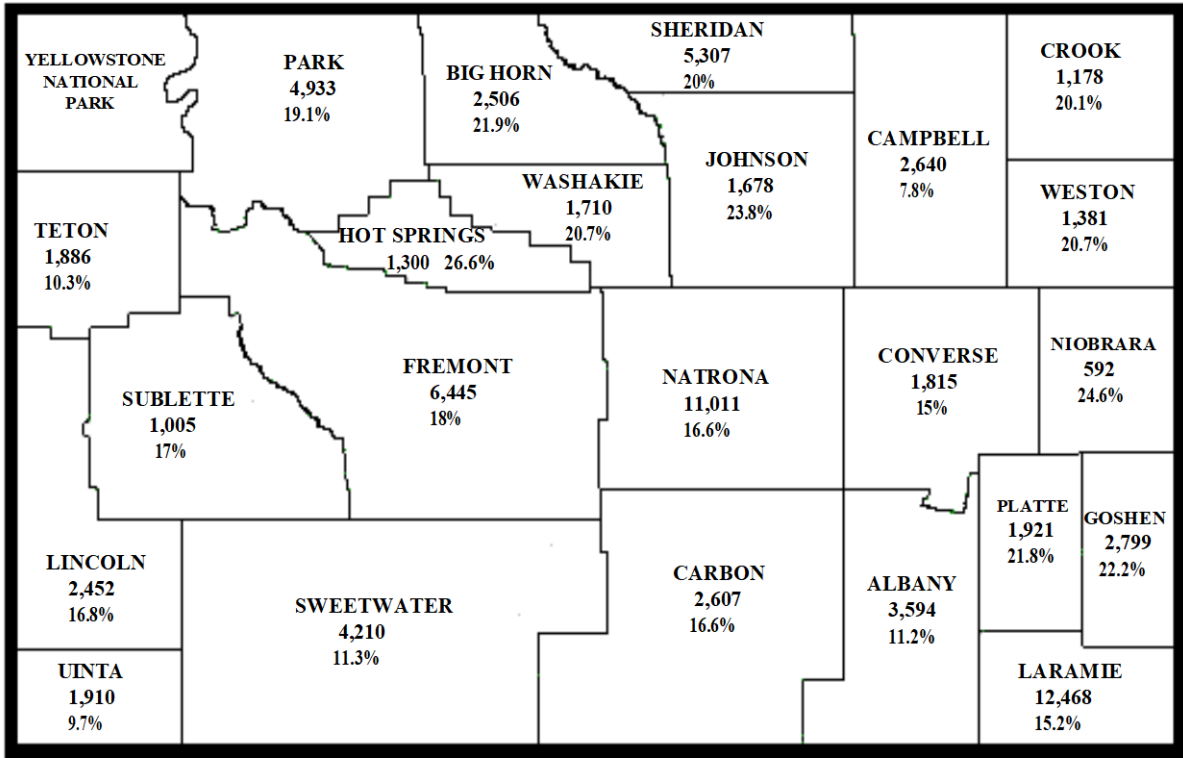 YELLOWSTONE
NATIONAL
PARK
PARK
4,933
19.1%
BIG HORN
2,506
21.9%
SHERIDAN
5,307
20%
CROOK
1,178
20.1%
CAMPBELL
2,640
7.8%
JOHNSON
1,678
23.8%
WASHAKIE
1,710
20.7%
WESTON
1,381
20.7%
TETON
1,886
10.3%
HOT SPRINGS
1,300 26.6%
FREMONT
6,445
18%
SUBLETTE
1,005
17%
NATRONA
11,011
16.6%
CONVERSE
1,815
15%
NIOBRARA
592
24.6%
PLATTE
1,921
21.8%
GOSHEN
2,799
22.2%
LINCOLN
2,452
16.8%
SWEETWATER
4,210
11.3%
CARBON
2,607
16.6%
ALBANY
3,594
11.2%
UINTA
1,910
9.7%
LARAMIE
12,468
15.2%